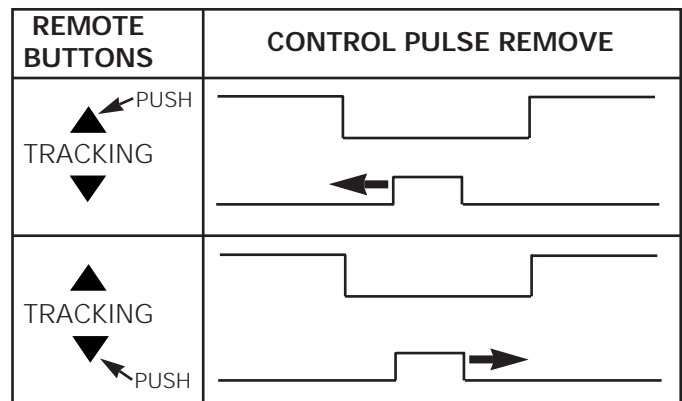 REMOTE
BUTTONS
CONTROL PULSE REMOVE
PUSH
TRACKING
TRACKING
PUSH